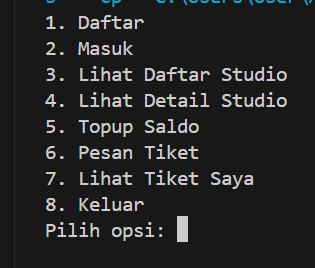 1. Daftar
2. Masuk
3. Lihat Daftar Studio
4. Lihat Detail Studio
5. Topup Saldo
6. Pesan Tiket
7. Lihat Tiket Saya
8. Keluar
Pilih opsi: